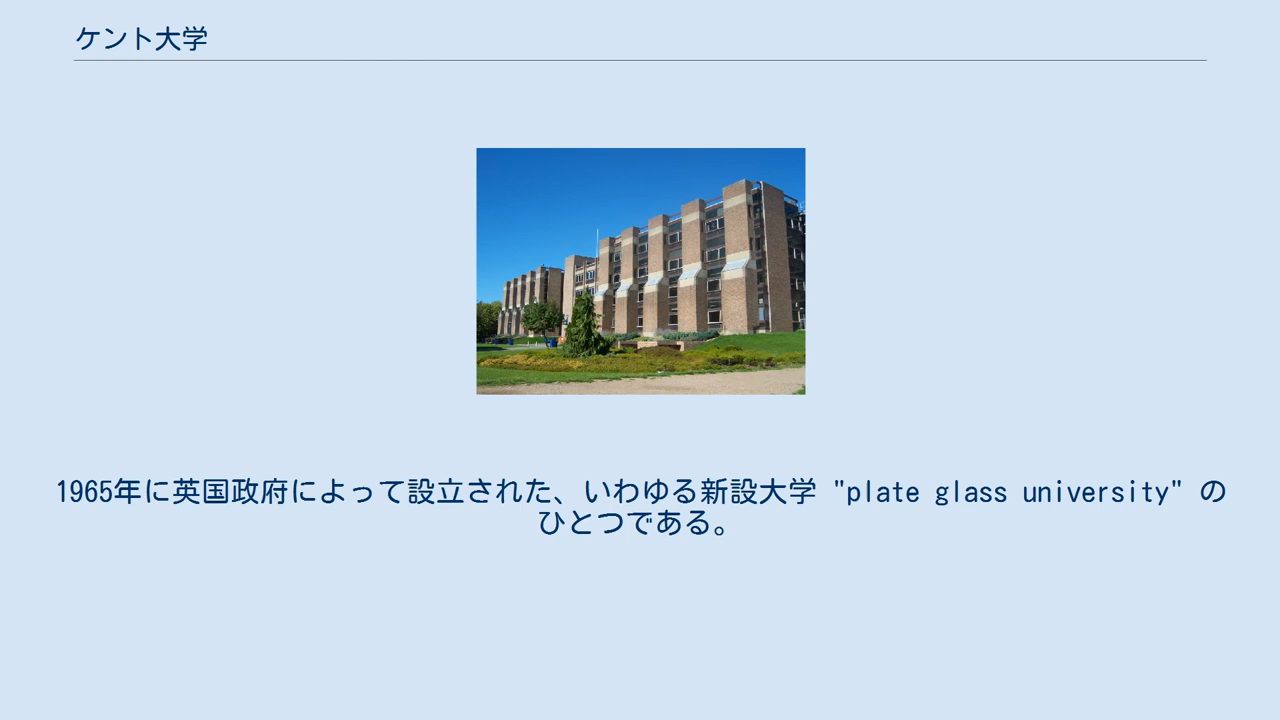 ケント大学
1965年に英国政府によって設立された、いわゆる新設大学 "plate glass university" の
ひとつである。